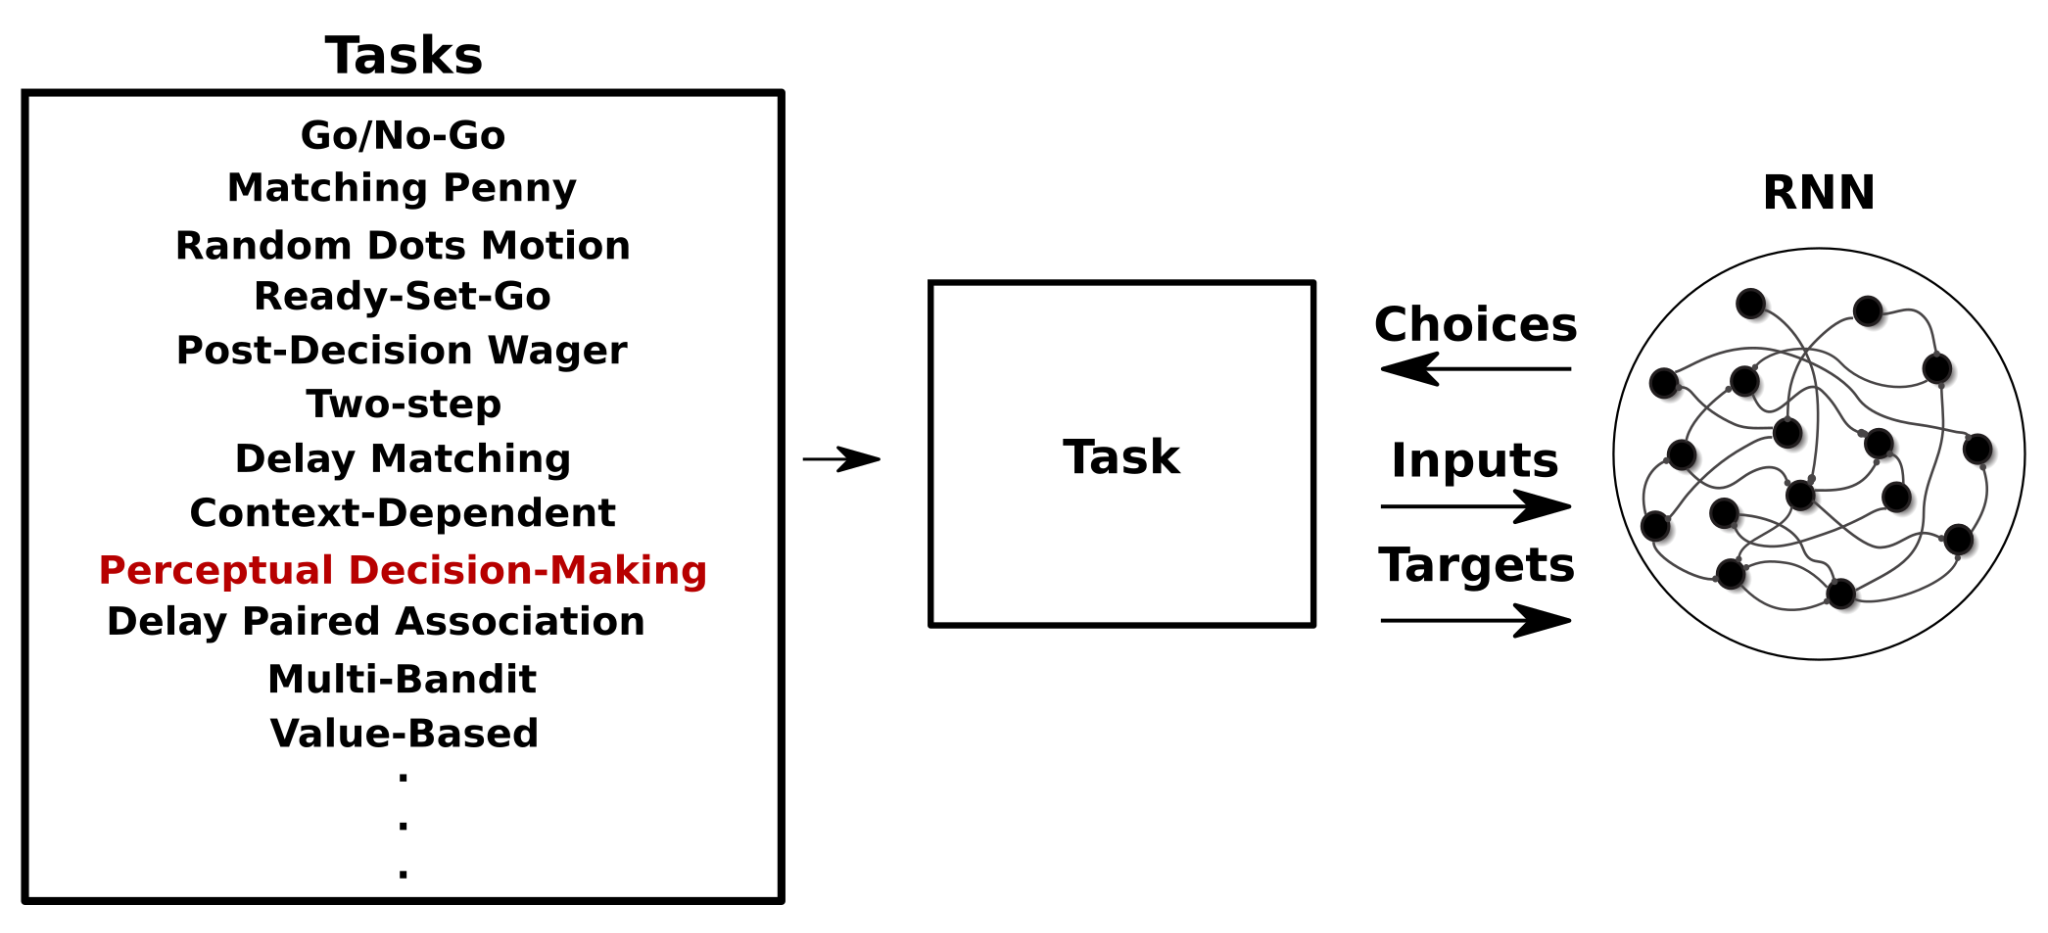 Tasks
Go/No-Go
Matching Penny
Random Dots Motion
Ready-Set-Go
Post-Decision Wager
Two-step
Delay Matching
Context-Dependent
Perceptual Decision-Making
Delay Paired Association
Multi-Bandit
Value-Based
.
.
.
Task
Choices
Inputs
Targets
RNN